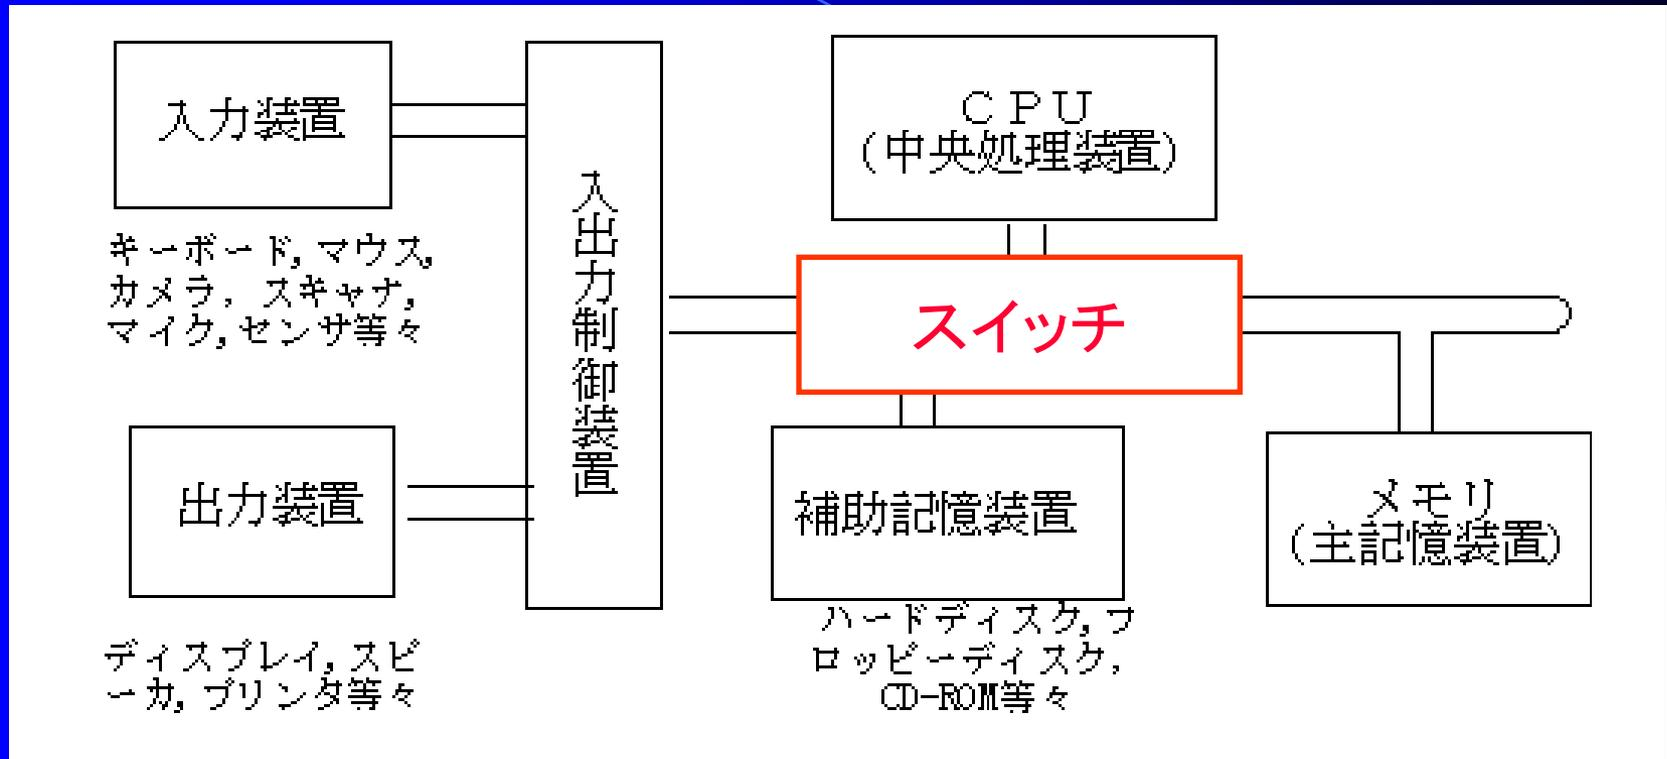 入力装置
キーボード,マウス,
カメラ, スキャナ,
マイク,センサ等々
出力装置
ディスプレイ,スピ
ーカ,プリンタ等々
入出力制御装置
ＣＰＵ
(中央処理装置)
スイッチ
補助記憶装置
ハードディスク,フ
ロッピーディスク,
CD-ROM等々
メモリ
(主記憶装置)